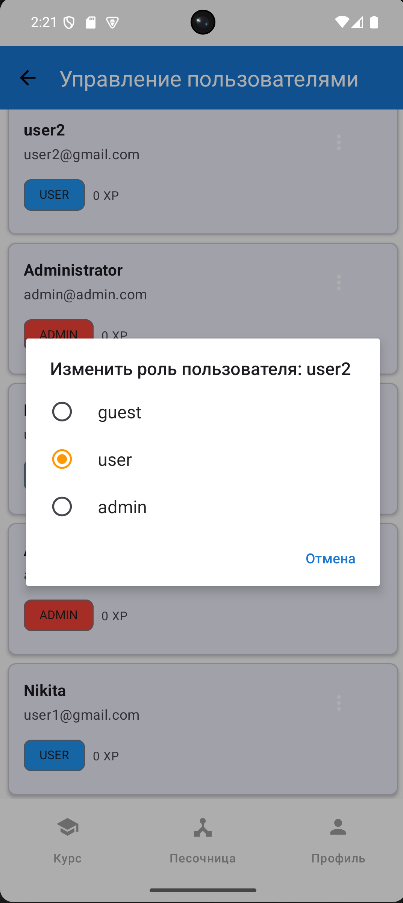 2:21
Управление пользователями
user2
user2@gmail.com
USER 0 XP
Administrator
admin@admin.com
ADMIN 0 XP
Изменить роль пользователя: user2
guest
user
admin
Отмена
ADMIN 0 XP
Nikita
user1@gmail.com
USER 0 XP
Курс Песочница Профиль